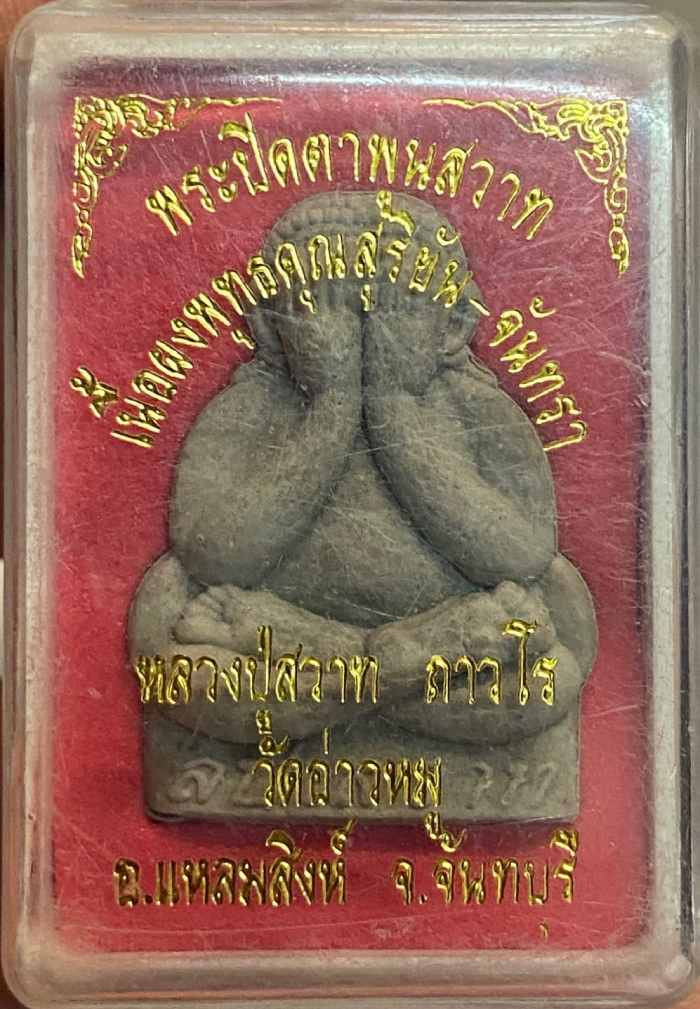 พระปิดตาพนสวาท
เนื้อผงพุทธคุณสุริยัน-จันทรา
หลวงปู่สวาท ถาวโร
วัดอ่าวหมู
อ.แหลมสิงห์ จ.จันทบุรี